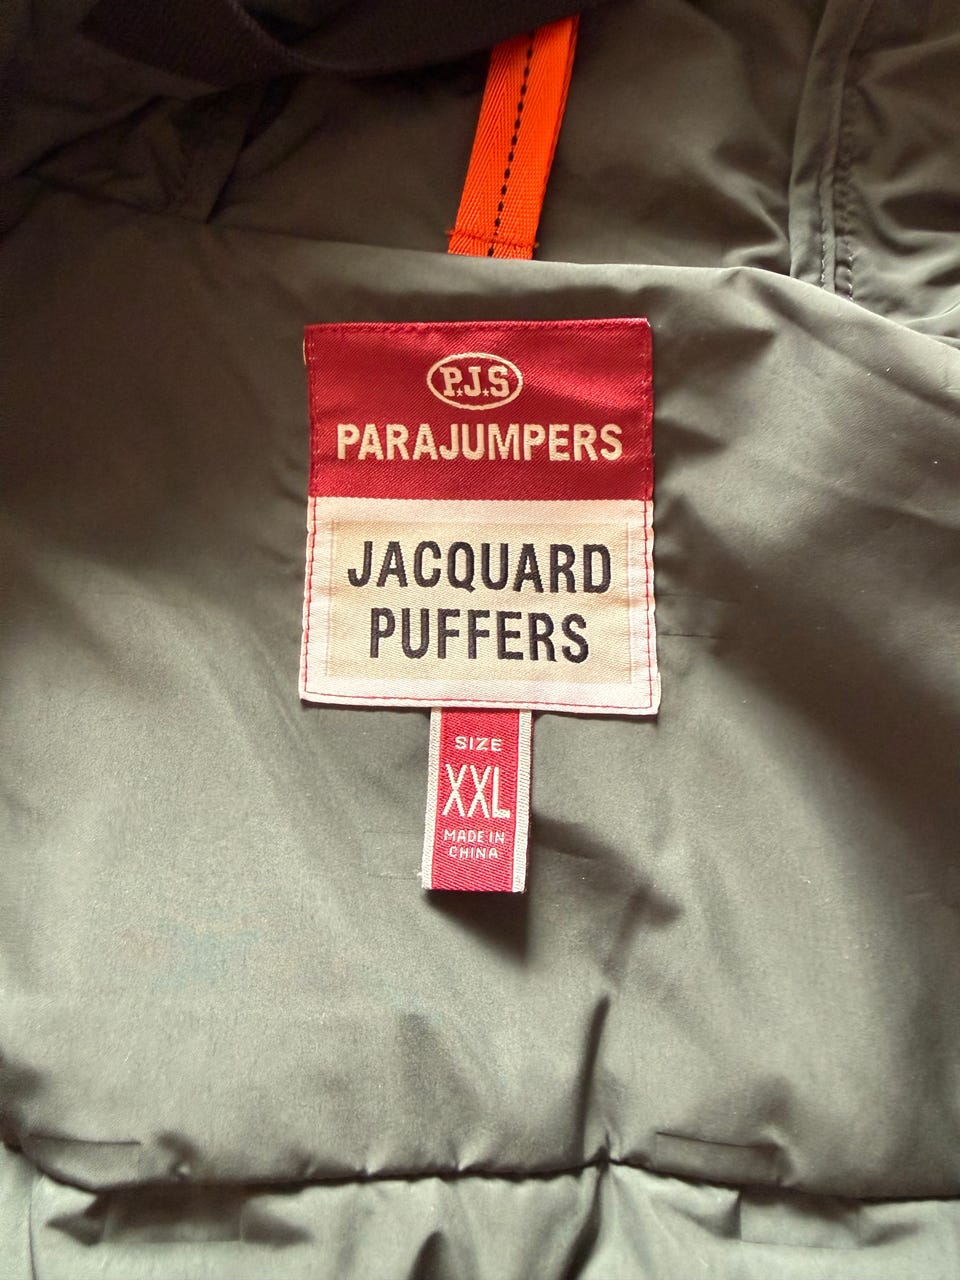 P.J.S
PARAJUMPERS
JACQUARD
PUFFERS
SIZE
XXL
MADE IN
CHINA